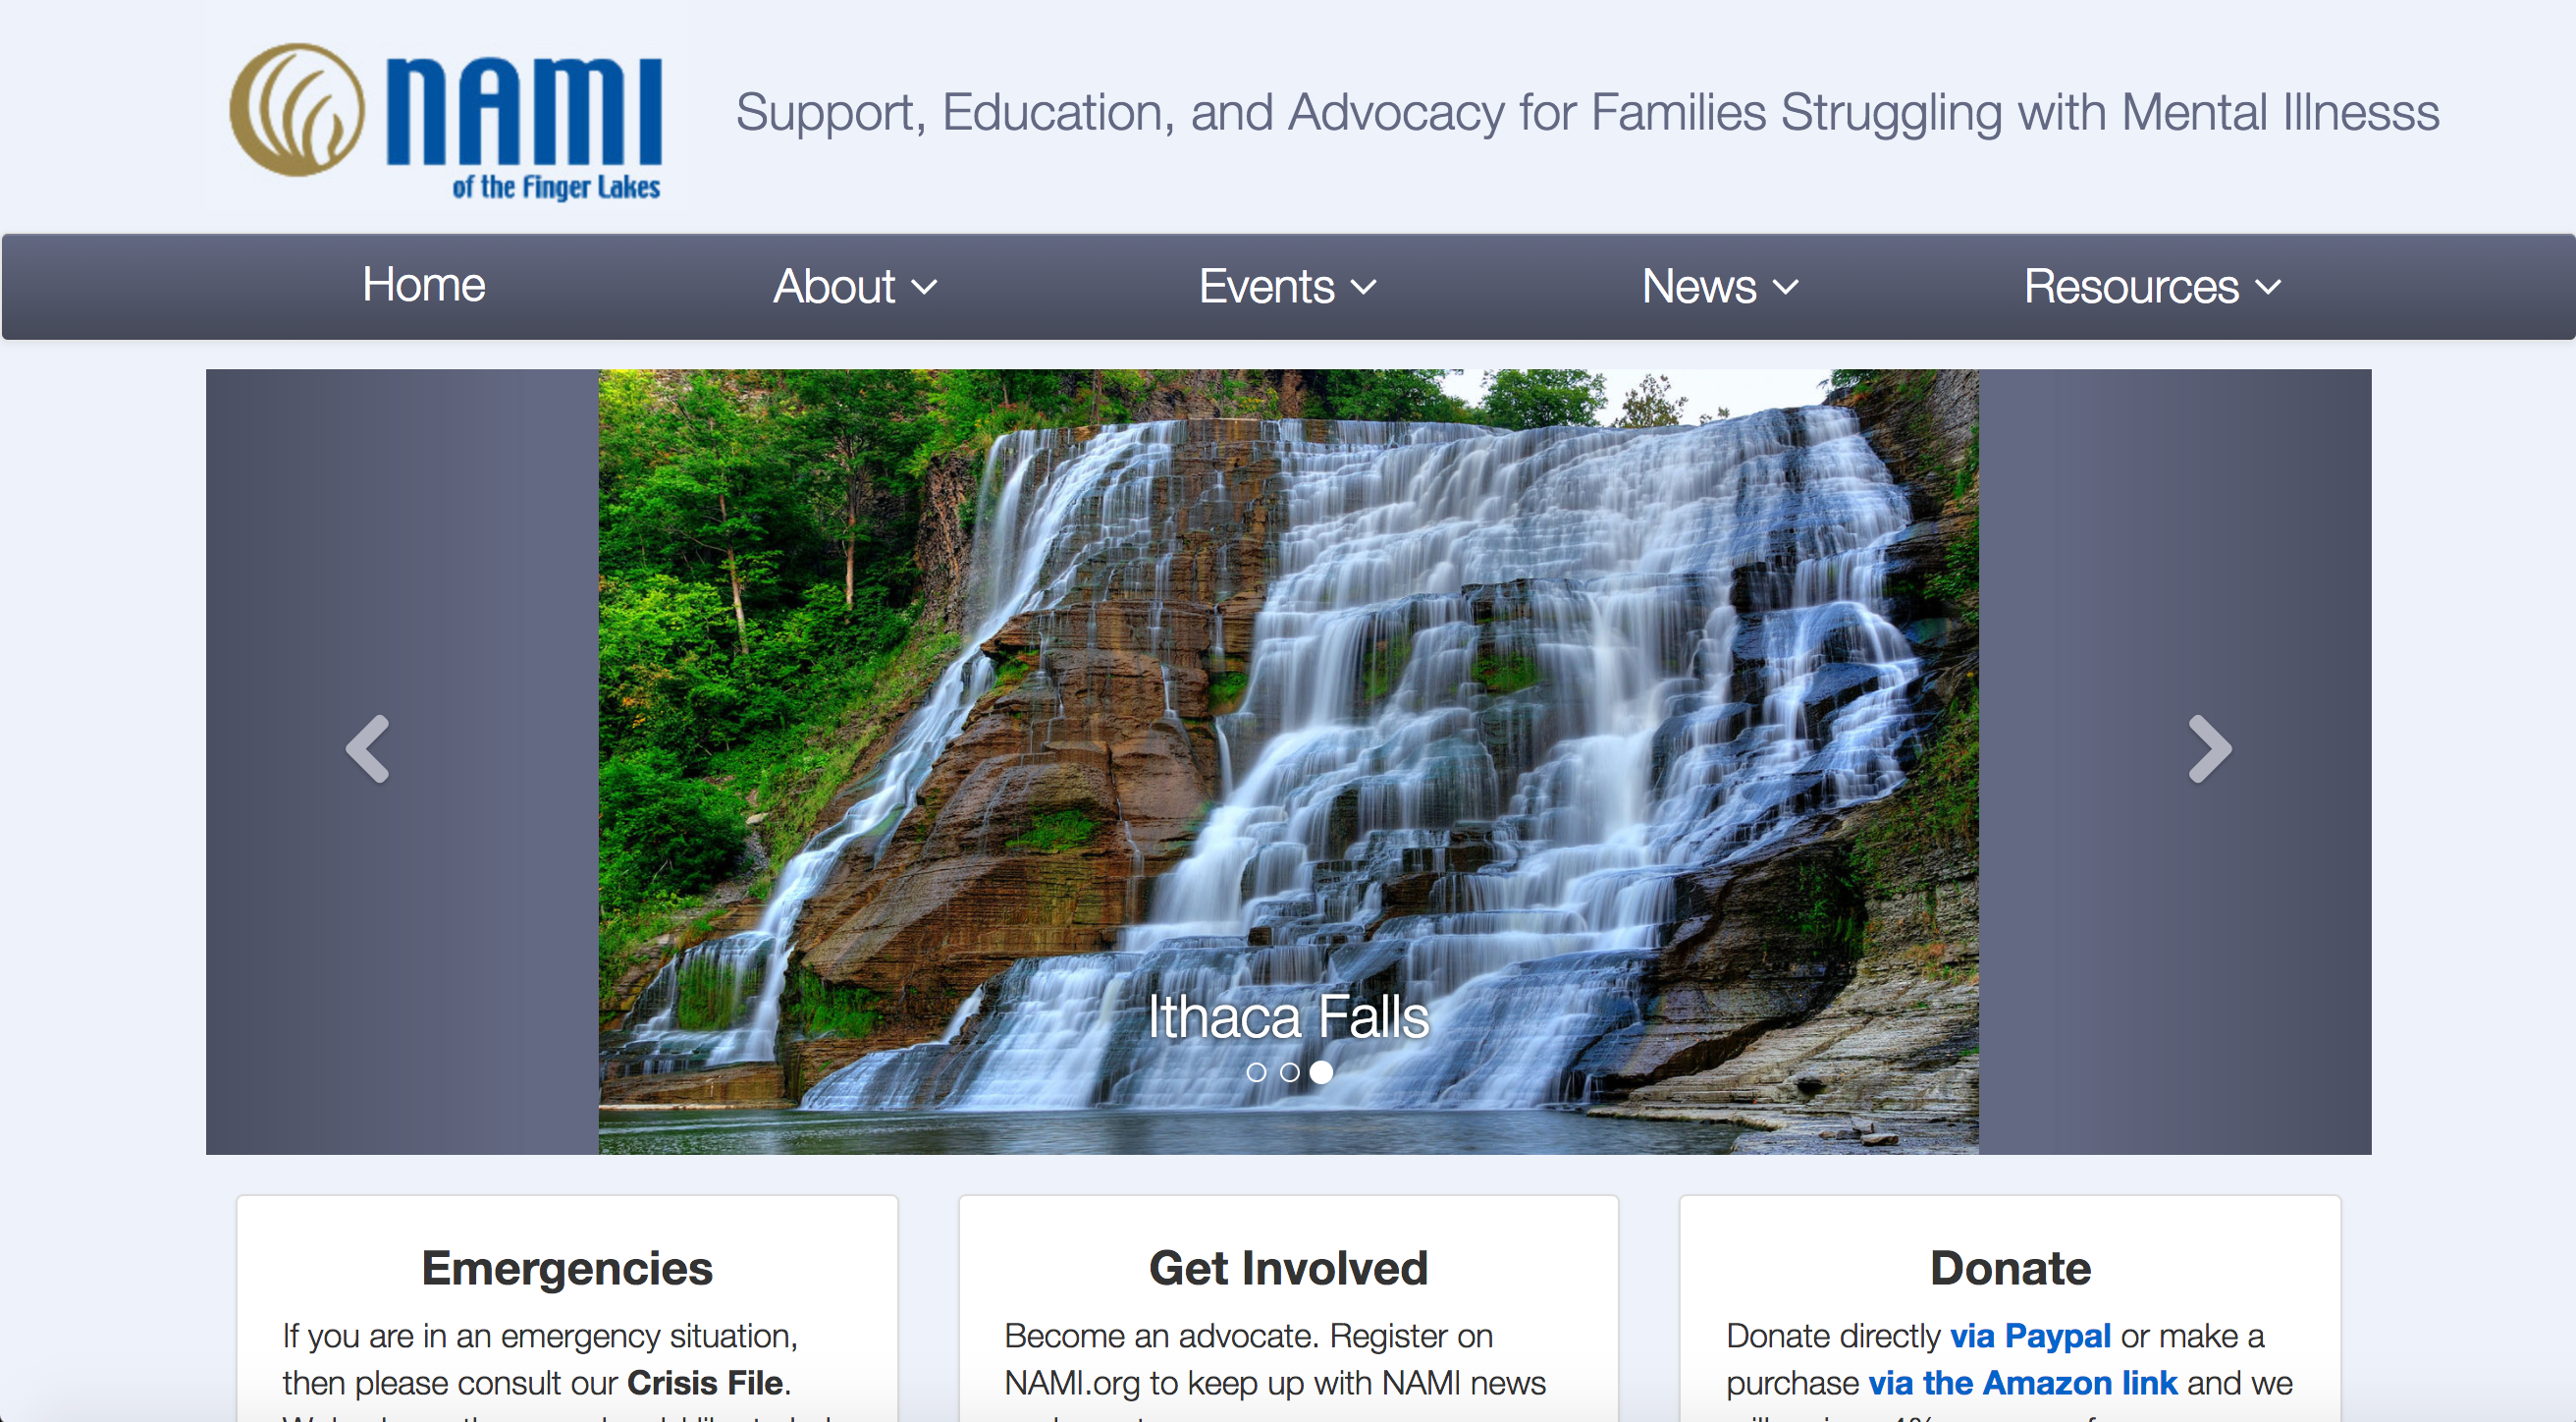 NAMI
of the Finger Lakes
Support, Education, and Advocacy for Families Struggling with Mental Illnesss
Home
About
Events
News
Resources
Ithaca Falls
Emergencies
If you are in an emergency situation,
then please consult our Crisis File.
Get Involved
Become an advocate. Register on
NAMI.org to keep up with NAMI news
Donate
Donate directly via Paypal or make a
purchase via the Amazon link and we